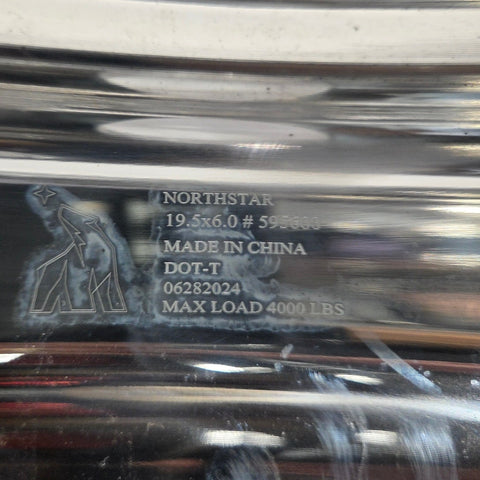 NORTHSTAR
19.5x6.0 #
MADE IN CHINA
DOT-T
06282024
MAX LOAD 4000 LBS